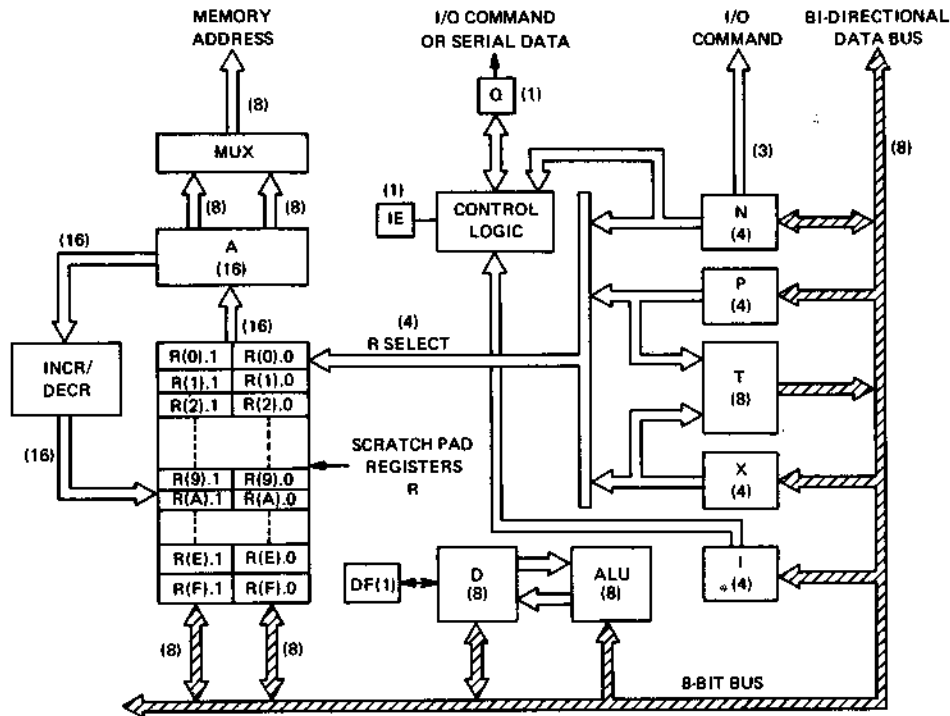 MEMORY
ADDRESS
I/O COMMAND
OR SERIAL DATA
I/O
COMMAND
BI-DIRECTIONAL
DATA BUS
(8)
Q
(1)
(3)
(8)
MUX
(8)
(8)
(1)
IE
CONTROL
LOGIC
N
(4)
(16)
A
(16)
P
(4)
(16)
(4)
R SELECT
INCR/
DECR
R(0).1
R(0).0
R(1).1
R(1).0
R(2).1
R(2).0
T
(8)
(16)
SCRATCH PAD
REGISTERS
R
R(9).1
R(9).0
R(A).1
R(A).0
X
(4)
R(E).1
R(E).0
R(F).1
R(F).0
DF(1)
D
(8)
ALU
(8)
I
(4)
(8)
(8)
8-BIT BUS